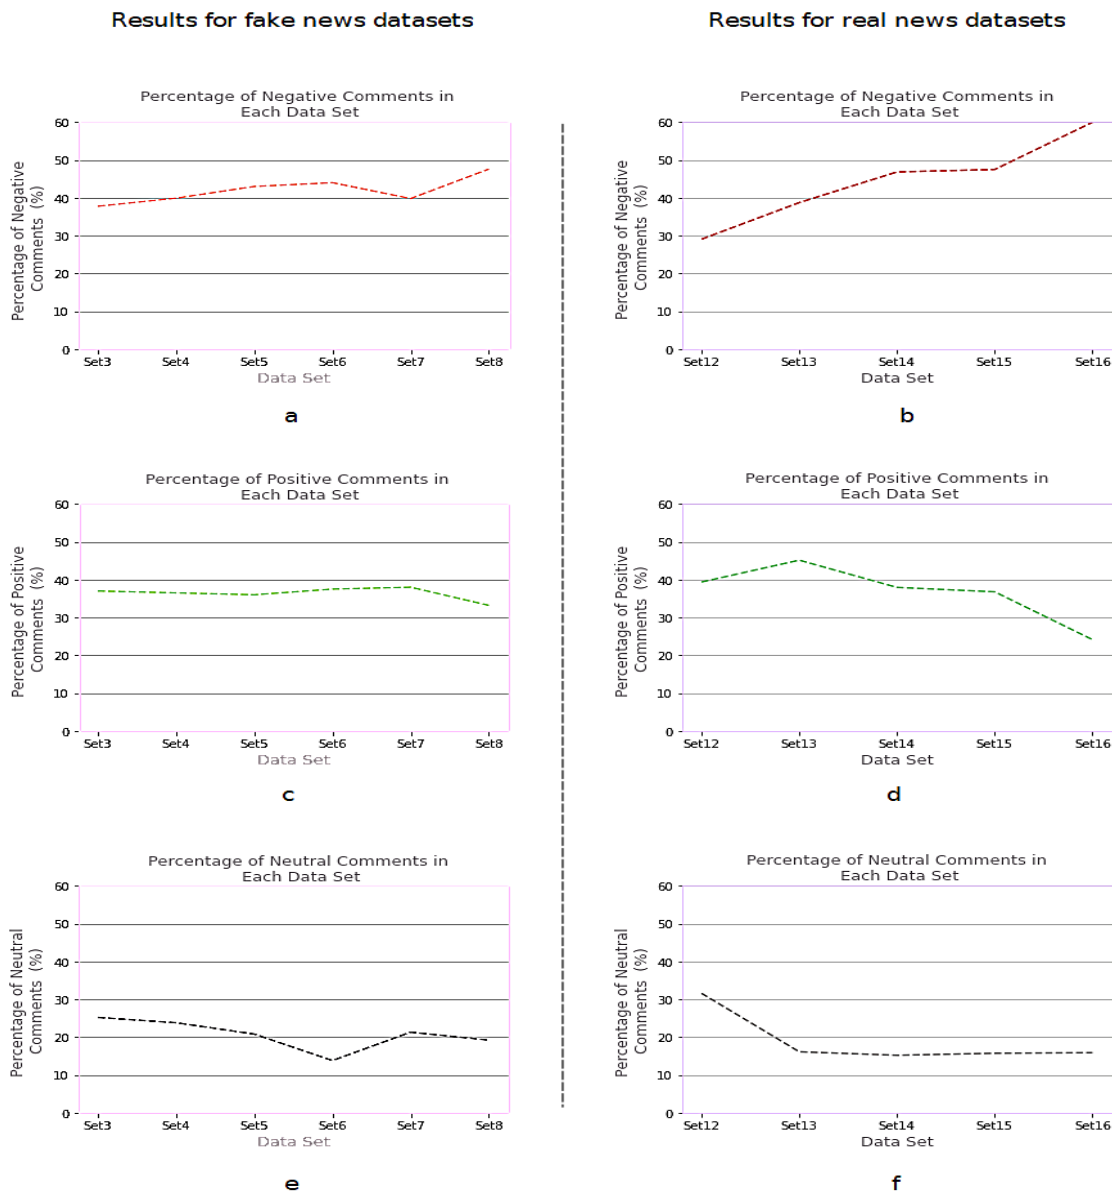 Results for fake news datasets
Results for real news datasets
Percentage of Negative Comments in
Each Data Set
Percentage of Negative
Comments (%)
60
50
40
30
20
10
0
Set3 Set4 Set5 Set6 Set7 Set8
Data Set
a
Percentage of Negative Comments in
Each Data Set
Percentage of Negative
Comments (%)
60
50
40
30
20
10
0
Set12 Set13 Set14 Set15 Set16
Data Set
b
Percentage of Positive Comments in
Each Data Set
Percentage of Positive
Comments (%)
60
50
40
30
20
10
0
Set3 Set4 Set5 Set6 Set7 Set8
Data Set
c
Percentage of Positive Comments in
Each Data Set
Percentage of Positive
Comments (%)
60
50
40
30
20
10
0
Set12 Set13 Set14 Set15 Set16
Data Set
d
Percentage of Neutral Comments in
Each Data Set
Percentage of Neutral
Comments (%)
60
50
40
30
20
10
0
Set3 Set4 Set5 Set6 Set7 Set8
Data Set
e
Percentage of Neutral Comments in
Each Data Set
Percentage of Neutral
Comments (%)
60
50
40
30
20
10
0
Set12 Set13 Set14 Set15 Set16
Data Set
f